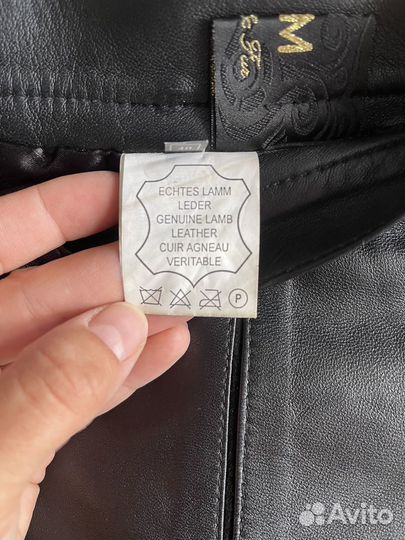 M
ECHTES LAMM
LEDER
GENUINE LAMB
LEATHER
CUIR AGNEAU
VERITABLE
P
Avito